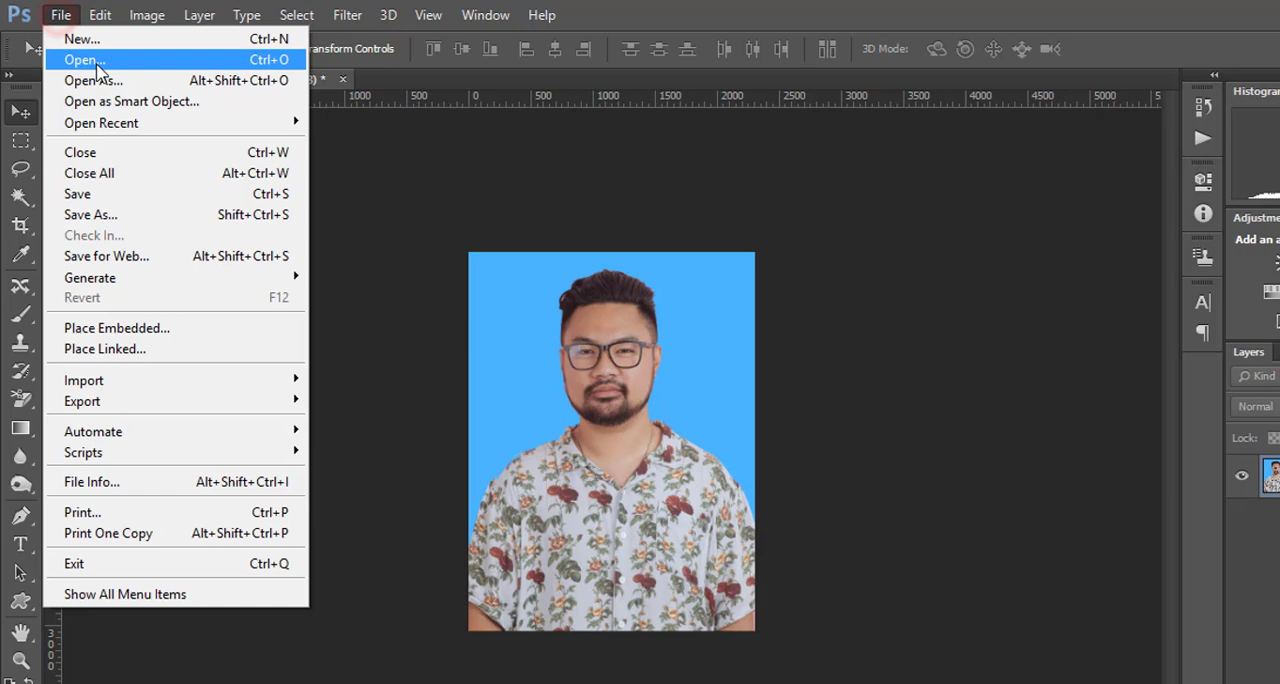 Ps File Edit Image Layer Type Select Filter 3D View Window Help
ransform Controls 3D Mode:
New... Ctrl+N
Open... Ctrl+O
Open As... Alt+Shift+Ctrl+O
Open as Smart Object...
Open Recent
Close Ctrl+W
Close All Alt+Ctrl+W
Save Ctrl+S
Save As... Shift+Ctrl+S
Check In...
Save for Web... Alt+Shift+Ctrl+S
Generate
Revert F12
Place Embedded...
Place Linked...
Import
Export
Automate
Scripts
File Info... Alt+Shift+Ctrl+I
Print... Ctrl+P
Print One Copy Alt+Shift+Ctrl+P
Exit Ctrl+Q
Show All Menu Items
) *
1000 500 0 500 1000 1500 2000 2500 3000 3500 4000 4500 5000 5
3000
Histogra
Adjustme
Add an
Layers
Kind
Normal
Lock: